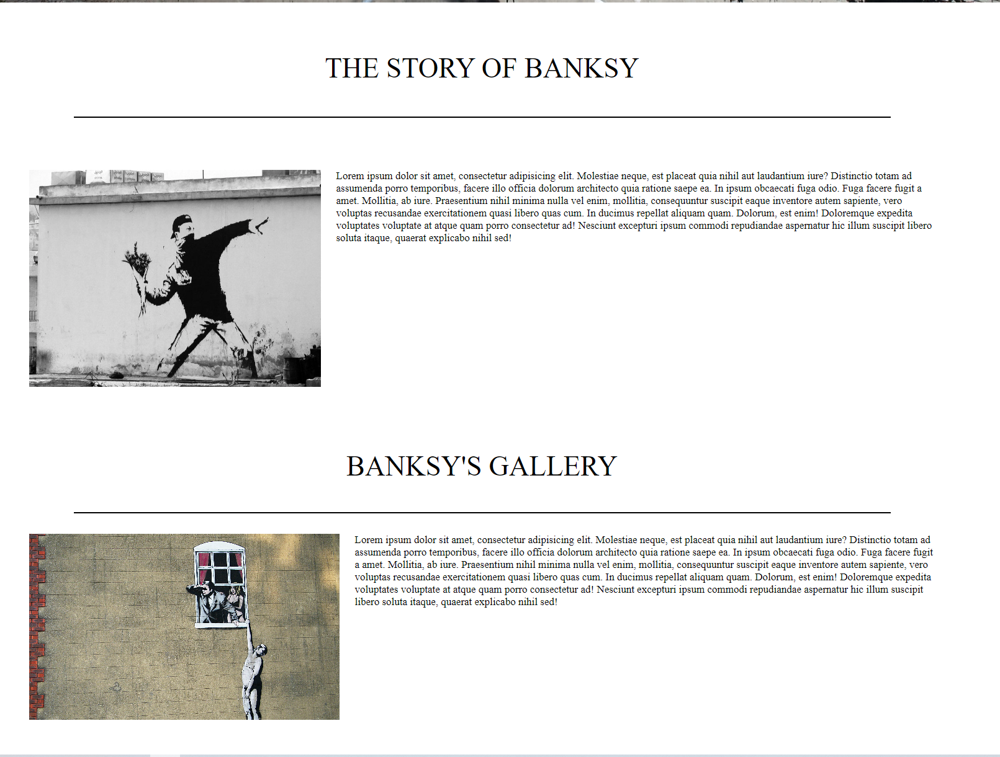 THE STORY OF BANKSY
Lorem ipsum dolor sit amet, consectetur adipisicing elit. Molestiae neque, est placeat quia nihil aut laudantium iure? Distinctio totam ad
assumenda porro temporibus, facere illo officia dolorum architecto quia ratione saepe ea. In ipsum obcaecati fuga odio. Fuga facere fugit a
amet. Mollitia, ab iure. Praesentium nihil minima nulla vel enim, mollitia, consequuntur suscipit eaque inventore autem sapiente, vero
voluptas recusandae exercitationem quasi libero quas cum. In ducimus repellat aliquam quam. Dolorum, est enim! Doloremque expedita
voluptates voluptate at atque quam porro consectetur ad! Nesciunt excepturi ipsum commodi repudiandae aspernatur hic illum suscipit libero
soluta itaque, quaerat explicabo nihil sed!
BANKSY'S GALLERY
Lorem ipsum dolor sit amet, consectetur adipisicing elit. Molestiae neque, est placeat quia nihil aut laudantium iure? Distinctio totam ad
assumenda porro temporibus, facere illo officia dolorum architecto quia ratione saepe ea. In ipsum obcaecati fuga odio. Fuga facere fugit
a amet. Mollitia, ab iure. Praesentium nihil minima nulla vel enim, mollitia, consequuntur suscipit eaque inventore autem sapiente, vero
voluptas recusandae exercitationem quasi libero quas cum. In ducimus repellat aliquam quam. Dolorum, est enim! Doloremque expedita
voluptates voluptate at atque quam porro consectetur ad! Nesciunt excepturi ipsum commodi repudiandae aspernatur hic illum suscipit
libero soluta itaque, quaerat explicabo nihil sed!